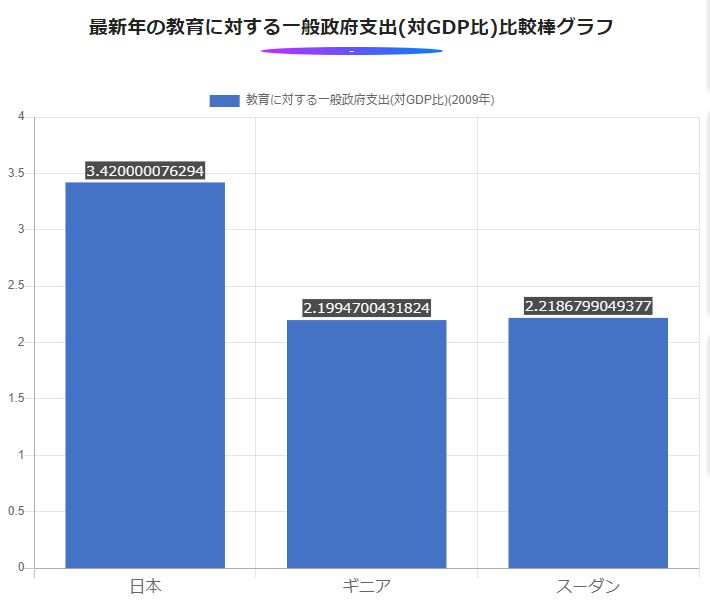 最新年の教育に対する一般政府支出(対GDP比)比較棒グラフ
教育に対する一般政府支出(対GDP比)(2009年)
4
3.5
3
2.5
2
1.5
1
0.5
0
3.420000076294
2.1994700431824
2.2186799049377
日本
ギニア
スーダン